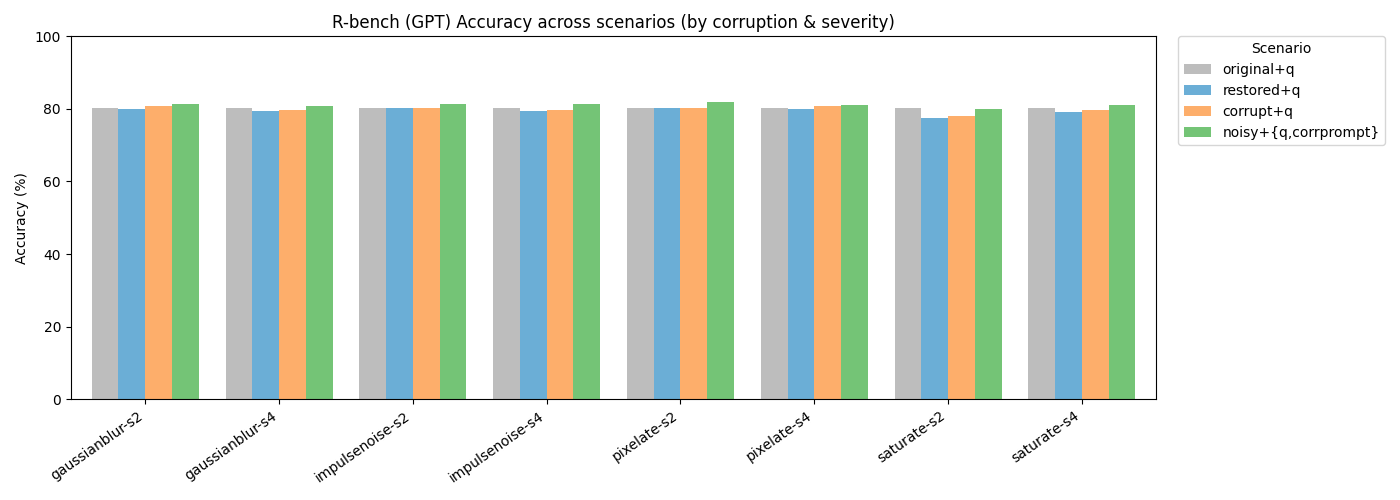 R-bench (GPT) Accuracy across scenarios (by corruption & severity)
Accuracy (%)
100
80
60
40
20
0
gaussianblur-s2
gaussianblur-s4
impulsenoise-s2
impulsenoise-s4
pixelate-s2
pixelate-s4
saturate-s2
saturate-s4
Scenario
original+q
restored+q
corrupt+q
noisy+{q,corrprompt}